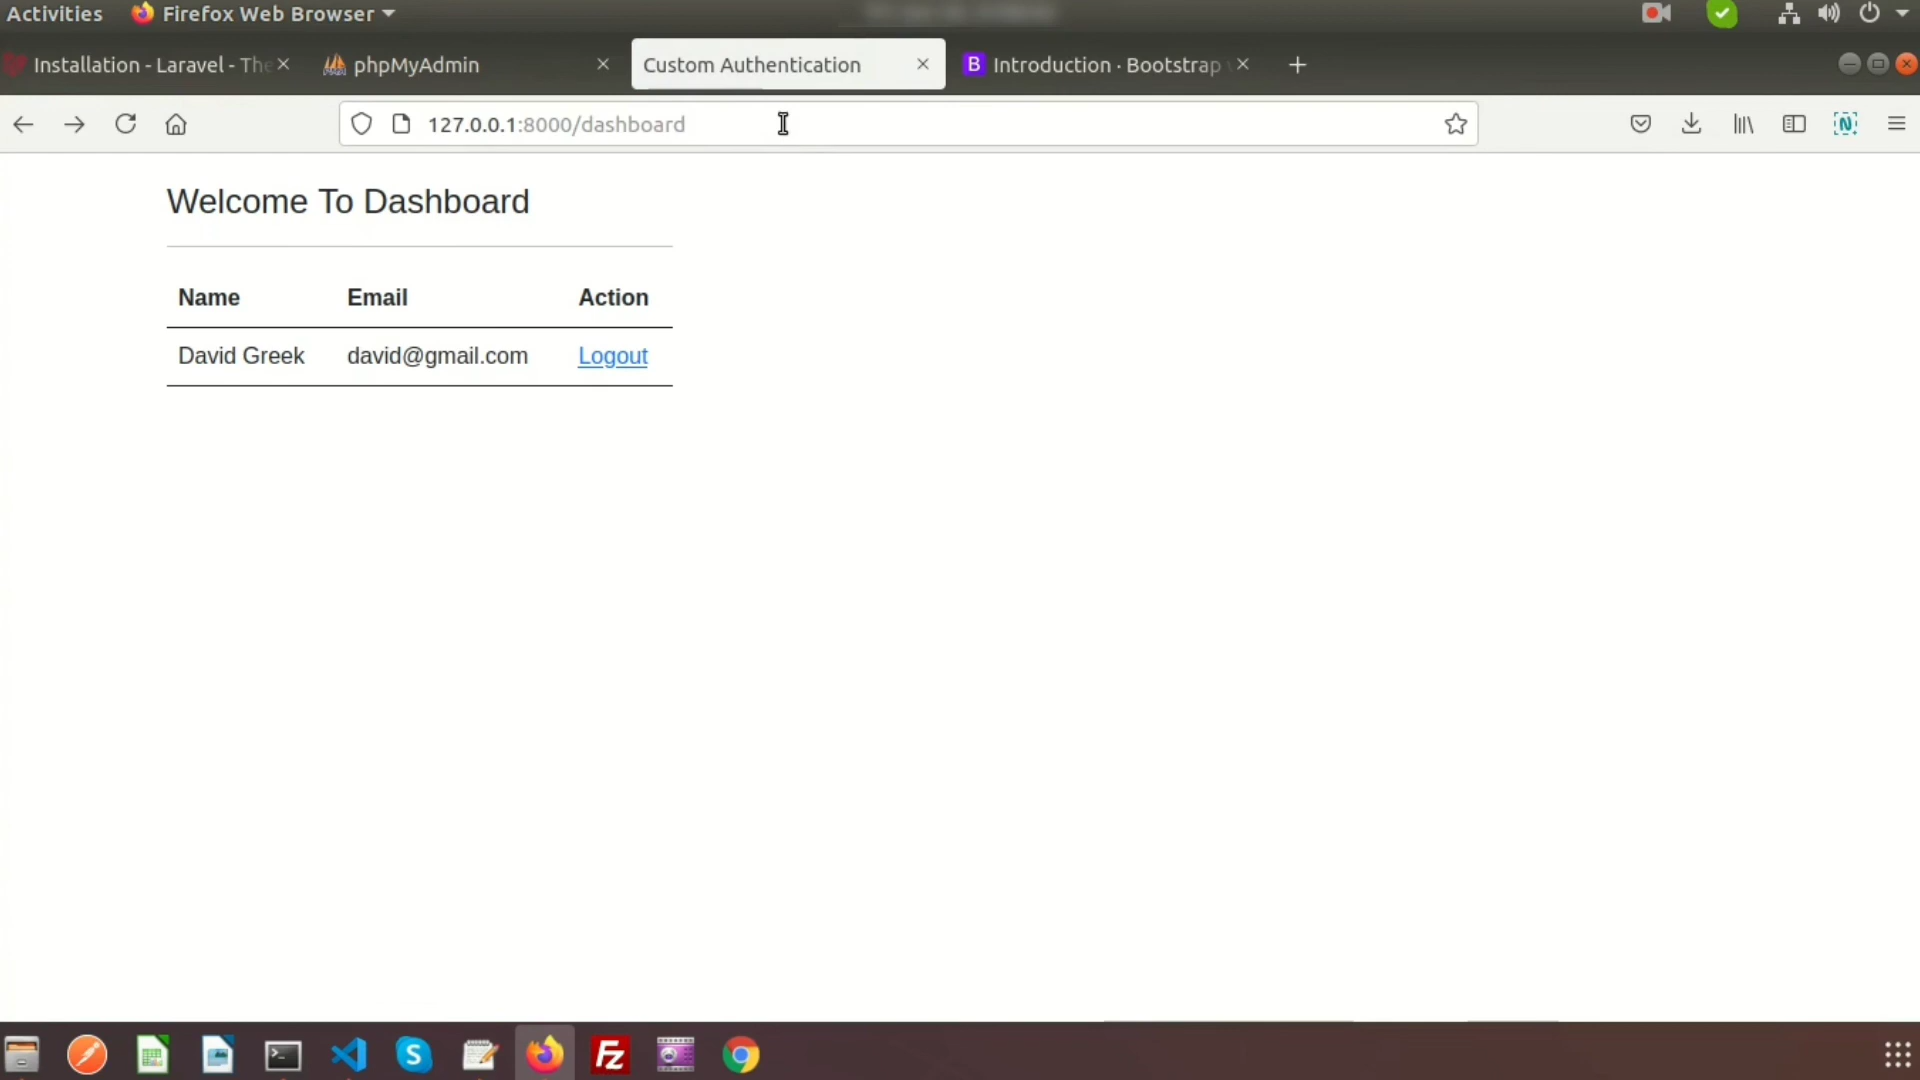 Activities Firefox Web Browser
Installation - Laravel - The phpMyAdmin Custom Authentication B Introduction · Bootstrap
127.0.0.1:8000/dashboard
Welcome To Dashboard
Name Email Action
David Greek david@gmail.com Logout